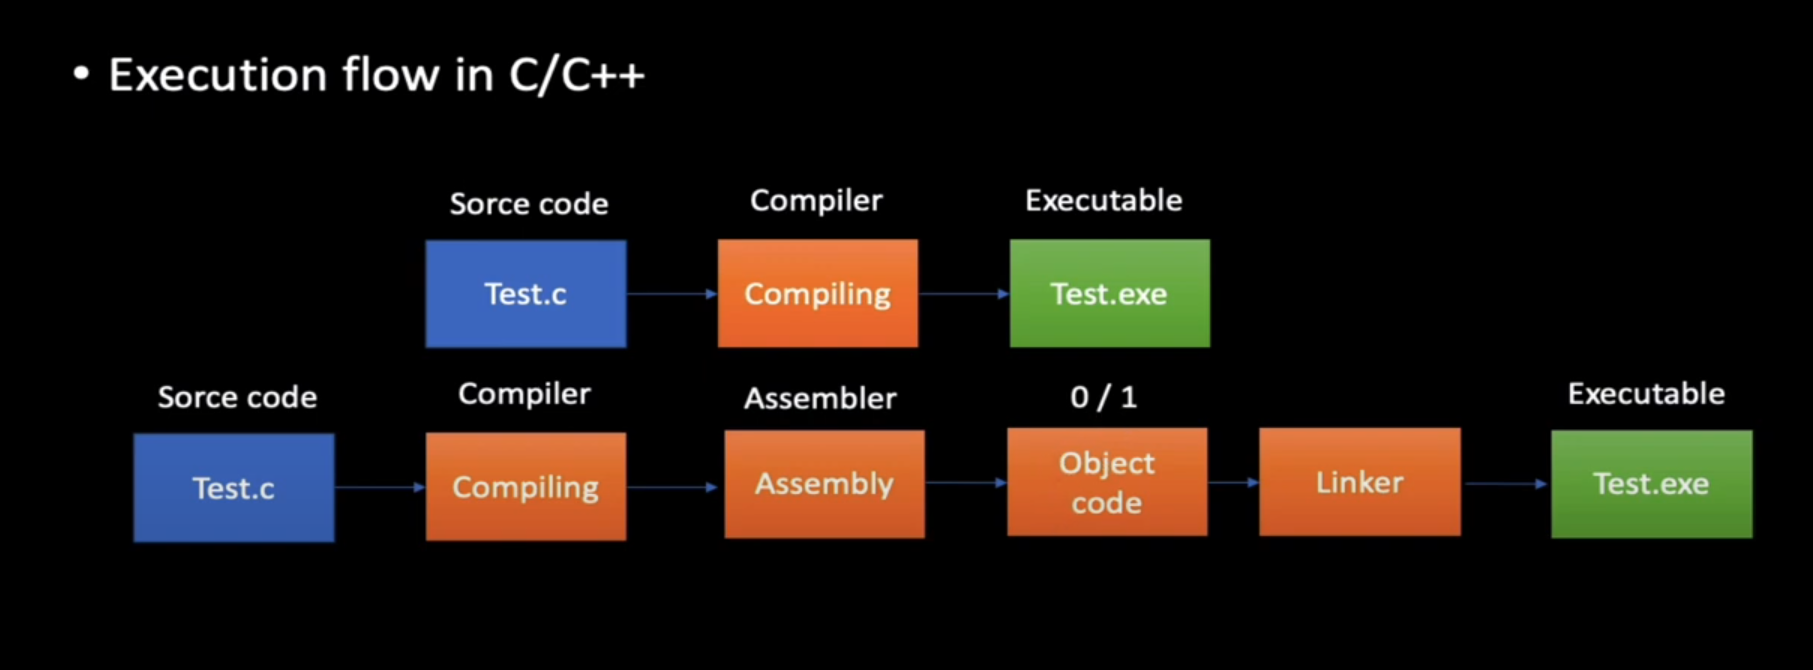 • Execution flow in C/C++
Sorce code
Compiler
Executable
Test.c
Compiling
Test.exe
Sorce code
Compiler
Assembler
0 / 1
Executable
Test.c
Compiling
Assembly
Object
code
Linker
Test.exe